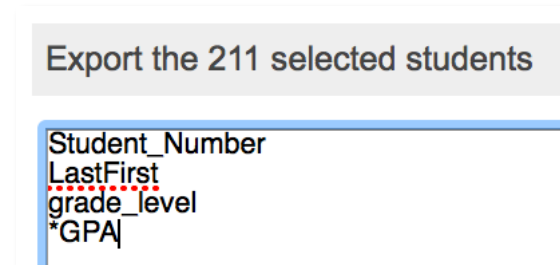 Export the 211 selected students
Student_Number
LastFirst
grade_level
*GPA